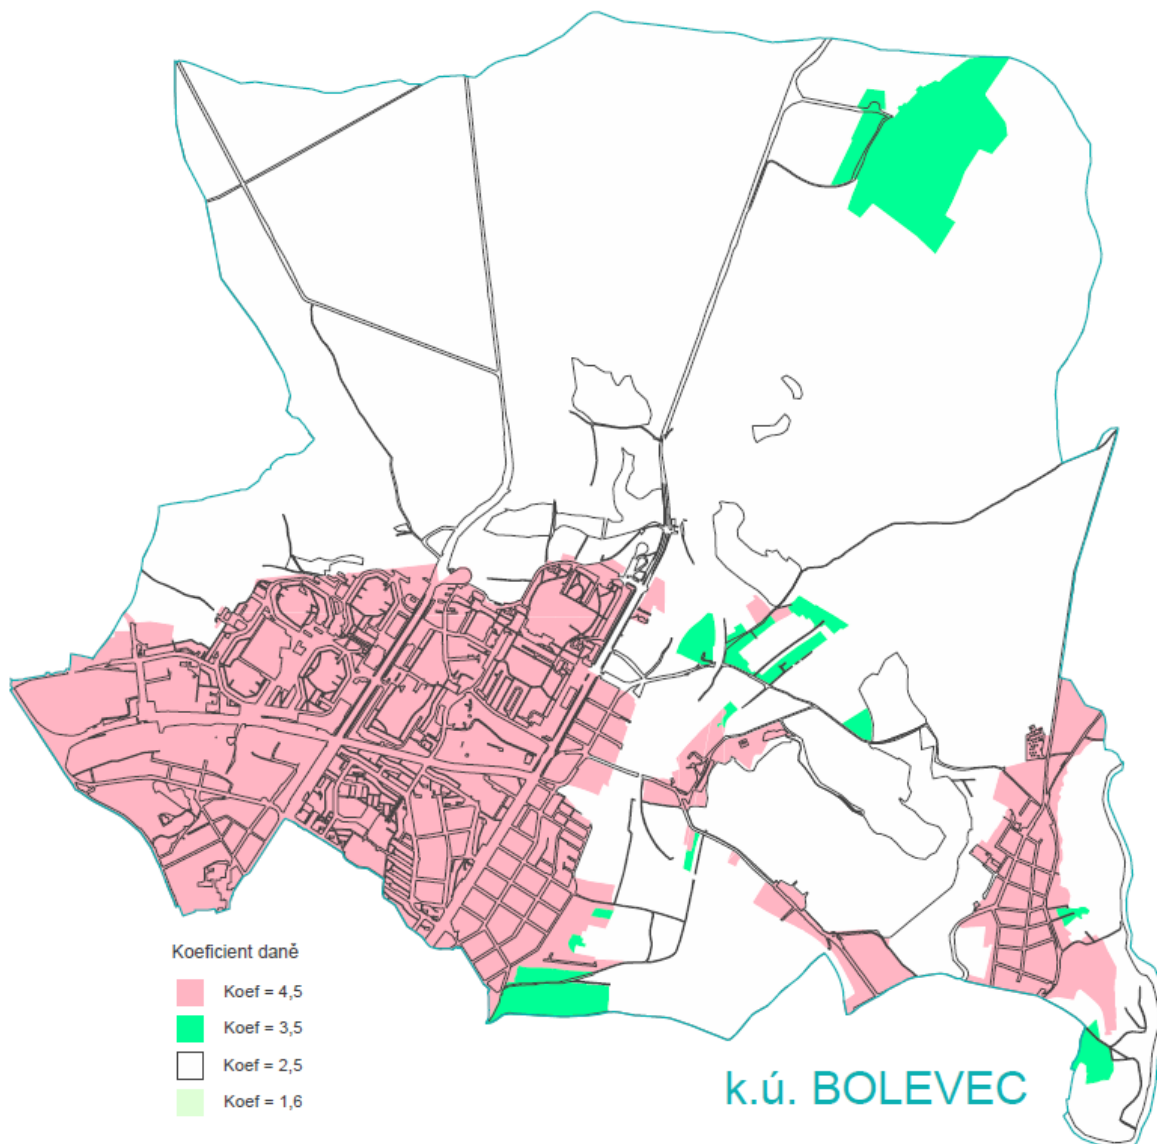 Koeficient daně
Koef = 4,5
Koef = 3,5
Koef = 2,5
Koef = 1,6
k.ú. BOLEVEC